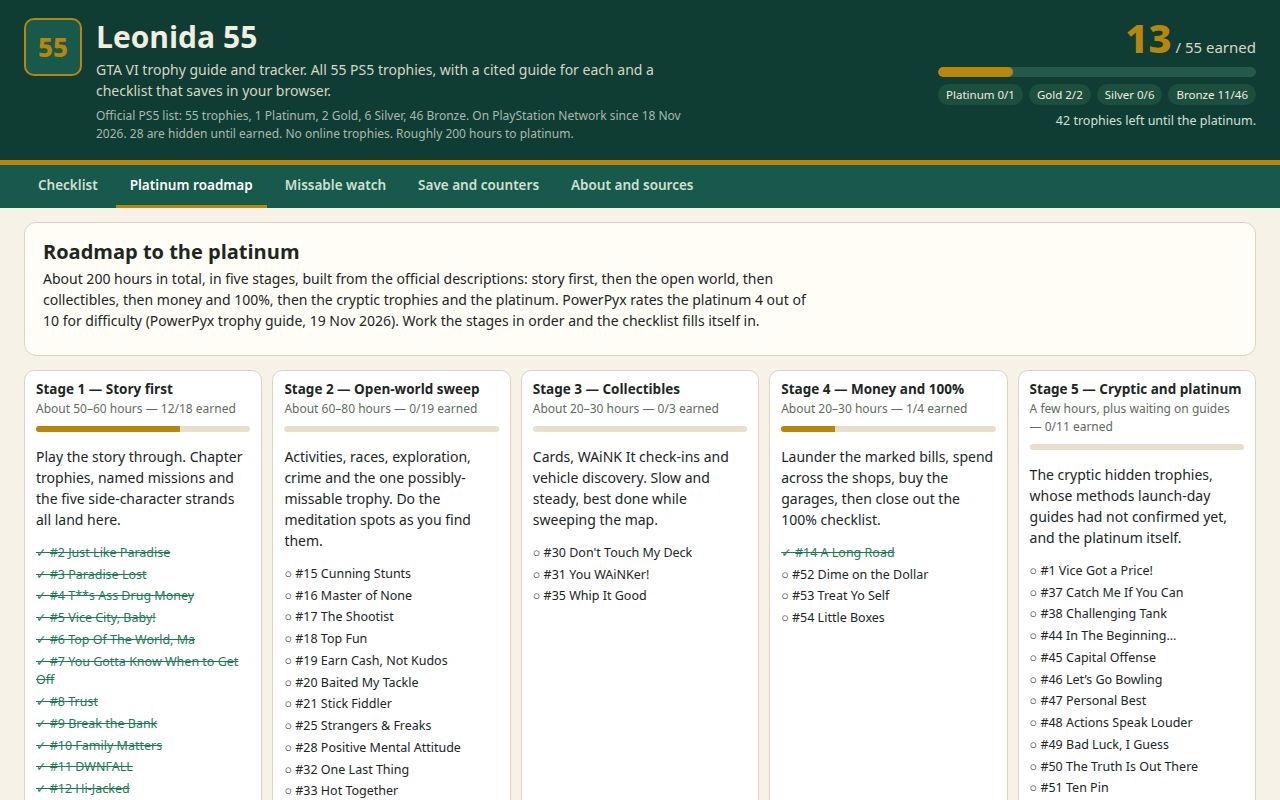 55
Leonida 55
GTA VI trophy guide and tracker. All 55 PS5 trophies, with a cited guide for each and a
checklist that saves in your browser.
Official PS5 list: 55 trophies, 1 Platinum, 2 Gold, 6 Silver, 46 Bronze. On PlayStation Network since 18 Nov
2026. 28 are hidden until earned. No online trophies. Roughly 200 hours to platinum.
13 / 55 earned
Platinum 0/1
Gold 2/2
Silver 0/6
Bronze 11/46
42 trophies left until the platinum.
Checklist
Platinum roadmap
Missable watch
Save and counters
About and sources
Roadmap to the platinum
About 200 hours in total, in five stages, built from the official descriptions: story first, then the open world, then
collectibles, then money and 100%, then the cryptic trophies and the platinum. PowerPyx rates the platinum 4 out of
10 for difficulty (PowerPyx trophy guide, 19 Nov 2026). Work the stages in order and the checklist fills itself in.
Stage 1 — Story first
About 50–60 hours — 12/18 earned
Play the story through. Chapter
trophies, named missions and
the five side-character strands
all land here.
✓ #2 Just Like Paradise
✓ #3 Paradise Lost
✓ #4 T**s Ass Drug Money
✓ #5 Vice City, Baby!
✓ #6 Top Of The World, Ma
✓ #7 You Gotta Know When to Get
Off
✓ #8 Trust
✓ #9 Break the Bank
✓ #10 Family Matters
✓ #11 DWNFALL
✓ #12 Hi-Jacked
Stage 2 — Open-world sweep
About 60–80 hours — 0/19 earned
Activities, races, exploration,
crime and the one possibly-
missable trophy. Do the
meditation spots as you find
them.
○ #15 Cunning Stunts
○ #16 Master of None
○ #17 The Shootist
○ #18 Top Fun
○ #19 Earn Cash, Not Kudos
○ #20 Baited My Tackle
○ #21 Stick Fiddler
○ #25 Strangers & Freaks
○ #28 Positive Mental Attitude
○ #32 One Last Thing
○ #33 Hot Together
Stage 3 — Collectibles
About 20–30 hours — 0/3 earned
Cards, WAiNK It check-ins and
vehicle discovery. Slow and
steady, best done while
sweeping the map.
○ #30 Don't Touch My Deck
○ #31 You WAiNKer!
○ #35 Whip It Good
Stage 4 — Money and 100%
About 20–30 hours — 1/4 earned
Launder the marked bills, spend
across the shops, buy the
garages, then close out the
100% checklist.
✓ #14 A Long Road
○ #52 Dime on the Dollar
○ #53 Treat Yo Self
○ #54 Little Boxes
Stage 5 — Cryptic and platinum
A few hours, plus waiting on guides
— 0/11 earned
The cryptic hidden trophies,
whose methods launch-day
guides had not confirmed yet,
and the platinum itself.
○ #1 Vice Got a Price!
○ #37 Catch Me If You Can
○ #38 Challenging Tank
○ #44 In The Beginning...
○ #45 Capital Offense
○ #46 Let's Go Bowling
○ #47 Personal Best
○ #48 Actions Speak Louder
○ #49 Bad Luck, I Guess
○ #50 The Truth Is Out There
○ #51 Ten Pin